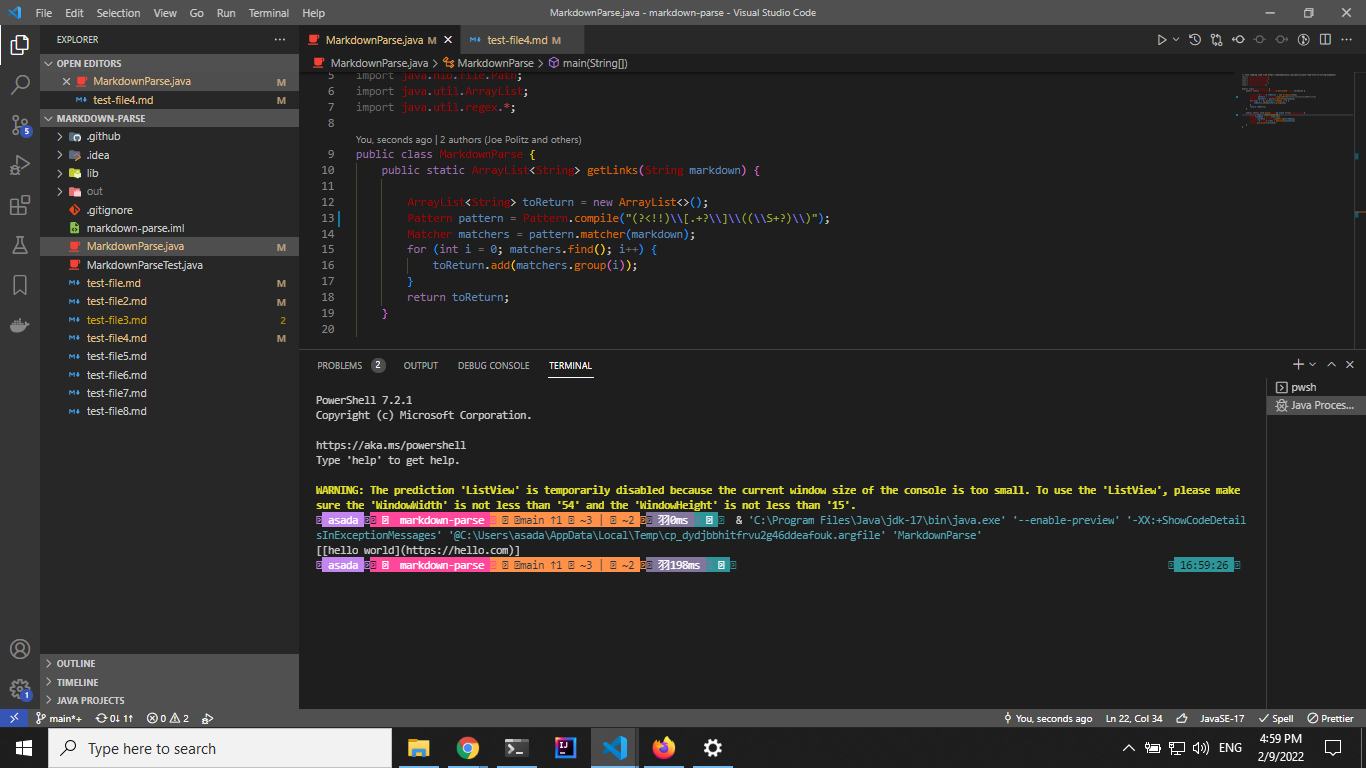 File Edit Selection View Go Run Terminal Help
MarkdownParse.java - markdown-parse - Visual Studio Code
EXPLORER
OPEN EDITORS
MarkdownParse.java M
test-file4.md M
MARKDOWN-PARSE
.github
.idea
lib
out
.gitignore
markdown-parse.iml
MarkdownParse.java M
MarkdownParseTest.java
test-file.md M
test-file2.md M
test-file3.md 2
test-file4.md M
test-file5.md
test-file6.md
test-file7.md
test-file8.md
OUTLINE
TIMELINE
JAVA PROJECTS
5
1
MarkdownParse.java M
test-file4.md M
MarkdownParse.java > MarkdownParse > main(String[])
5 import java.nio.file.Path;
6 import java.util.ArrayList;
7 import java.util.regex.*;
8
You, seconds ago | 2 authors (Joe Politz and others)
9 public class MarkdownParse {
10 public static ArrayList<String> getLinks(String markdown) {
11
12 ArrayList<String> toReturn = new ArrayList<>();
13 Pattern pattern = Pattern.compile("(?<!!)\\[.+?\\]\\((\\S+?)\\)");
14 Matcher matchers = pattern.matcher(markdown);
15 for (int i = 0; matchers.find(); i++) {
16 toReturn.add(matchers.group(i));
17 }
18 return toReturn;
19 }
20
PROBLEMS 2 OUTPUT DEBUG CONSOLE TERMINAL
pwsh
Java Proces...
PowerShell 7.2.1
Copyright (c) Microsoft Corporation.
https://aka.ms/powershell
Type 'help' to get help.
WARNING: The prediction 'ListView' is temporarily disabled because the current window size of the console is too small. To use the 'ListView', please make
sure the 'WindowWidth' is not less than '54' and the 'WindowHeight' is not less than '15'.
asada markdown-parse main ↑1 ~3 | ~2 羽0ms & 'C:\Program Files\Java\jdk-17\bin\java.exe' '--enable-preview' '-XX:+ShowCodeDetail
sInExceptionMessages' '@C:\Users\asada\AppData\Local\Temp\cp_dydjbbhitfrvu2g46ddeafouk.argfile' 'MarkdownParse'
[[hello world](https://hello.com)]
asada markdown-parse main ↑1 ~3 | ~2 羽198ms 16:59:26
main*+ 0↓ 1↑ 0 2
You, seconds ago Ln 22, Col 34 JavaSE-17 Spell Prettier
Type here to search
ENG
4:59 PM
2/9/2022